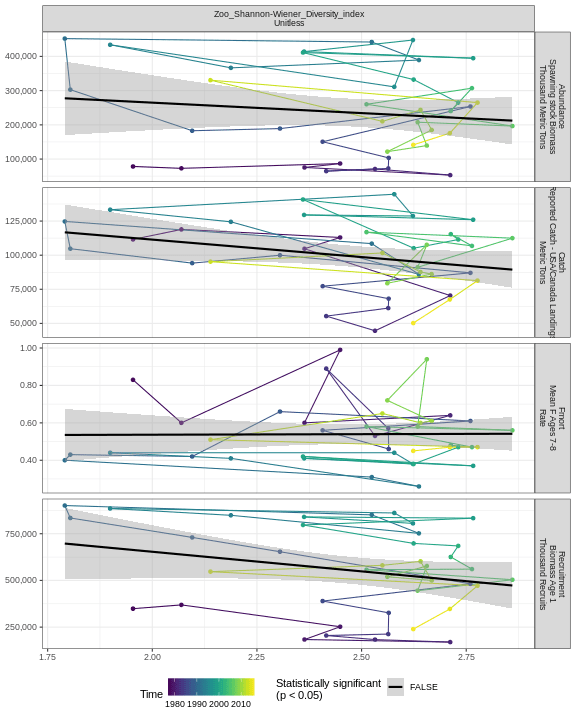 Zoo_Shannon-Wiener_Diversity_index
Unitless
400,000
300,000
200,000
100,000
Abundance
Spawning stock Biomass
Thousand Metric Tons
125,000
100,000
75,000
50,000
Catch
Reported Catch - USA/Canada Landings
Metric Tons
1.00
0.80
0.60
0.40
Fmort
Mean F Ages 7-8
Rate
750,000
500,000
250,000
Recruitment
Biomass Age 1
Thousand Recruits
1.75
2.00
2.25
2.50
2.75
Time
1980 1990 2000 2010
Statistically significant
(p < 0.05)
FALSE